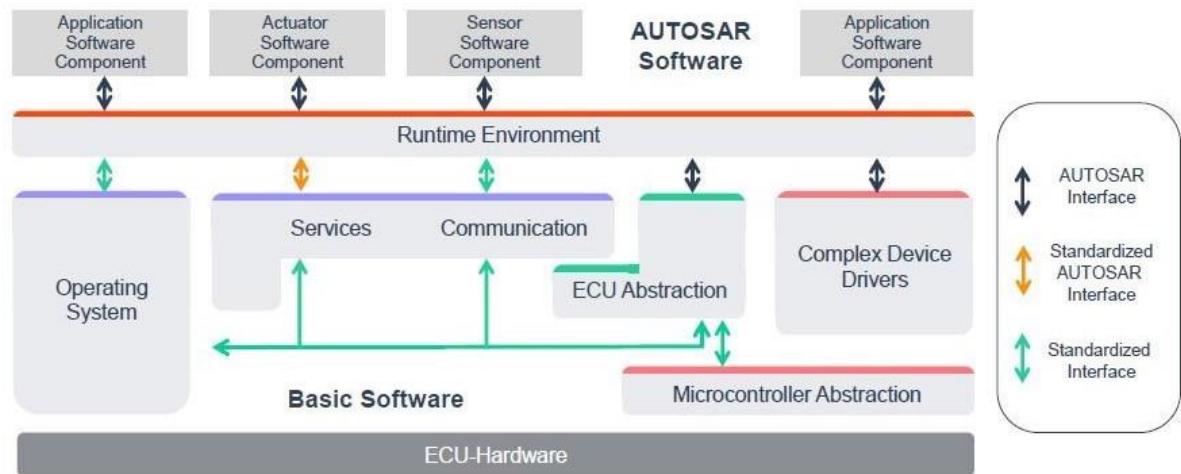 Application
Software
Component
Actuator
Software
Component
Sensor
Software
Component
AUTOSAR
Software
Application
Software
Component
Runtime Environment
Services
Communication
Operating
System
ECU Abstraction
Complex Device
Drivers
Basic Software
Microcontroller Abstraction
ECU-Hardware
AUTOSAR
Interface
Standardized
AUTOSAR
Interface
Standardized
Interface